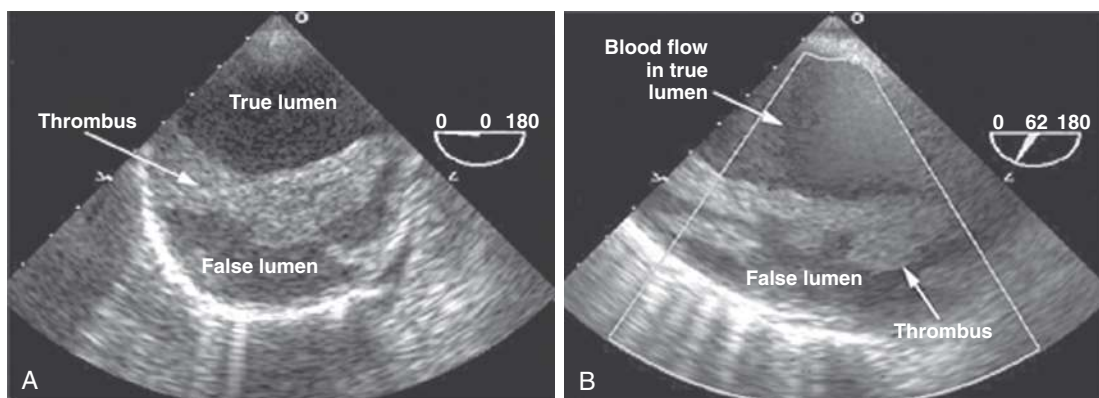 True lumen
Thrombus
0 0 180
False lumen
A
Blood flow
in true
lumen
0 62 180
False lumen
Thrombus
B